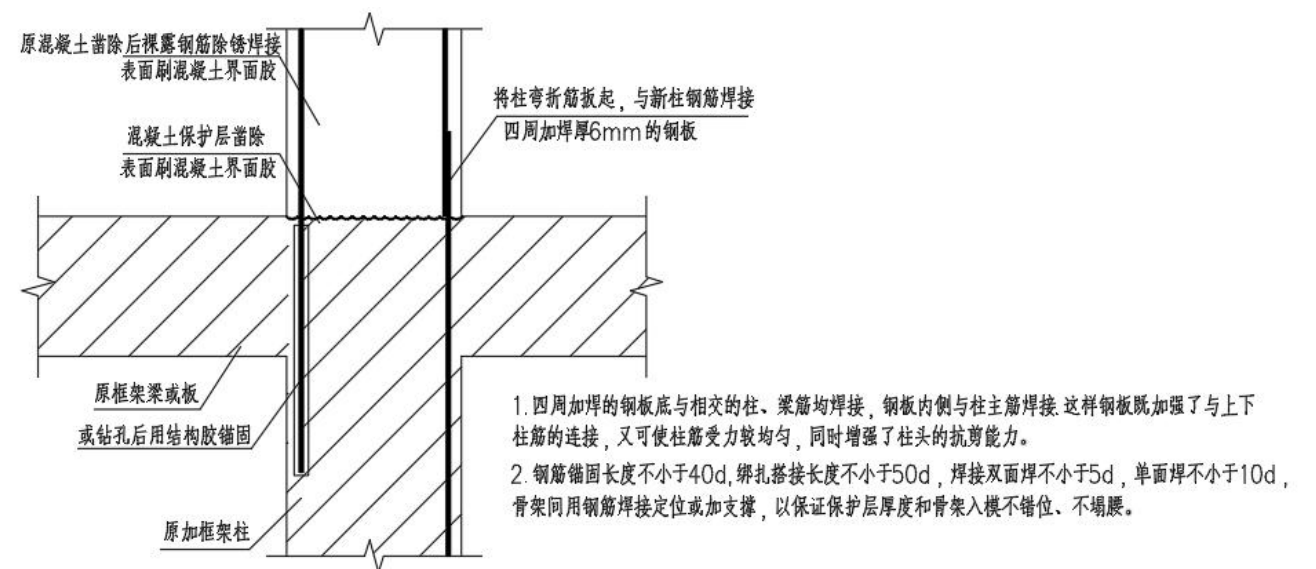 原混凝土凿除后裸露钢筋除锈焊接
表面刷混凝土界面胶
混凝土保护层凿除
表面刷混凝土界面胶
将柱弯折筋扳起，与新柱钢筋焊接
四周加焊厚6mm的钢板
原框架梁或板
或钻孔后用结构胶锚固
原加框架柱
1.四周加焊的钢板底与相交的柱、梁筋均焊接，钢板内侧与柱主筋焊接.这样钢板既加强了与上下
柱筋的连接，又可使柱筋受力较均匀，同时增强了柱头的抗剪能力。
2.钢筋锚固长度不小于40d,绑扎搭接长度不小于50d，焊接双面焊不小于5d，单面焊不小于10d，
骨架间用钢筋焊接定位或加支撑，以保证保护层厚度和骨架入模不错位、不塌腰。